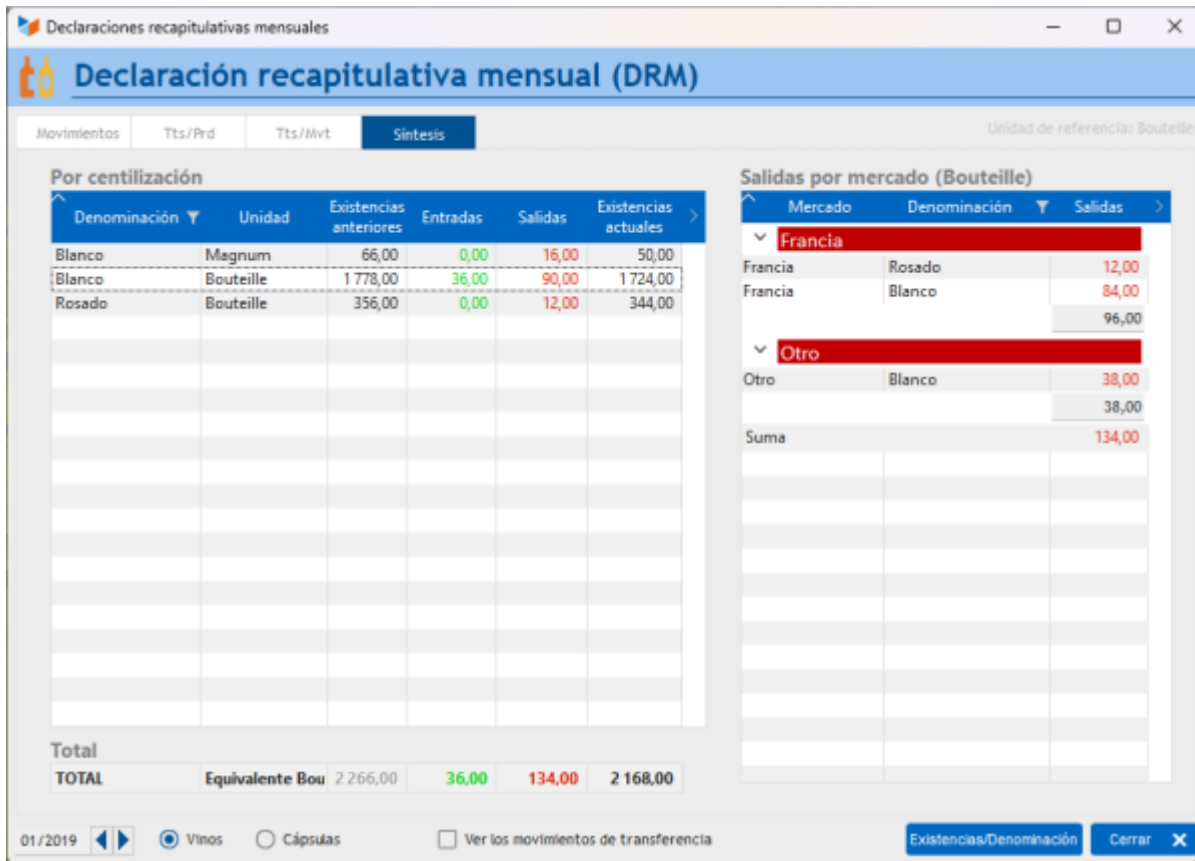 Declaraciones recapitulativas mensuales
Declaración recapitulativa mensual (DRM)
Movimientos Tts/Prd Tts/Mvt Síntesis
Unidad de referencia: Bouteille
Por centilización
Denominación Unidad Existencias anteriores Entradas Salidas Existencias actuales
Blanco Magnum 66,00 0,00 16,00 50,00
Blanco Bouteille 1 778,00 36,00 90,00 1 724,00
Rosado Bouteille 356,00 0,00 12,00 344,00
Total
TOTAL Equivalente Bou 2 266,00 36,00 134,00 2 168,00
Salidas por mercado (Bouteille)
Mercado Denominación Salidas
Francia
Francia Rosado 12,00
Francia Blanco 84,00
96,00
Otro
Otro Blanco 38,00
38,00
Suma 134,00
01/2019 Vinos Cápsulas Ver los movimientos de transferencia Existencias/Denominación Cerrar